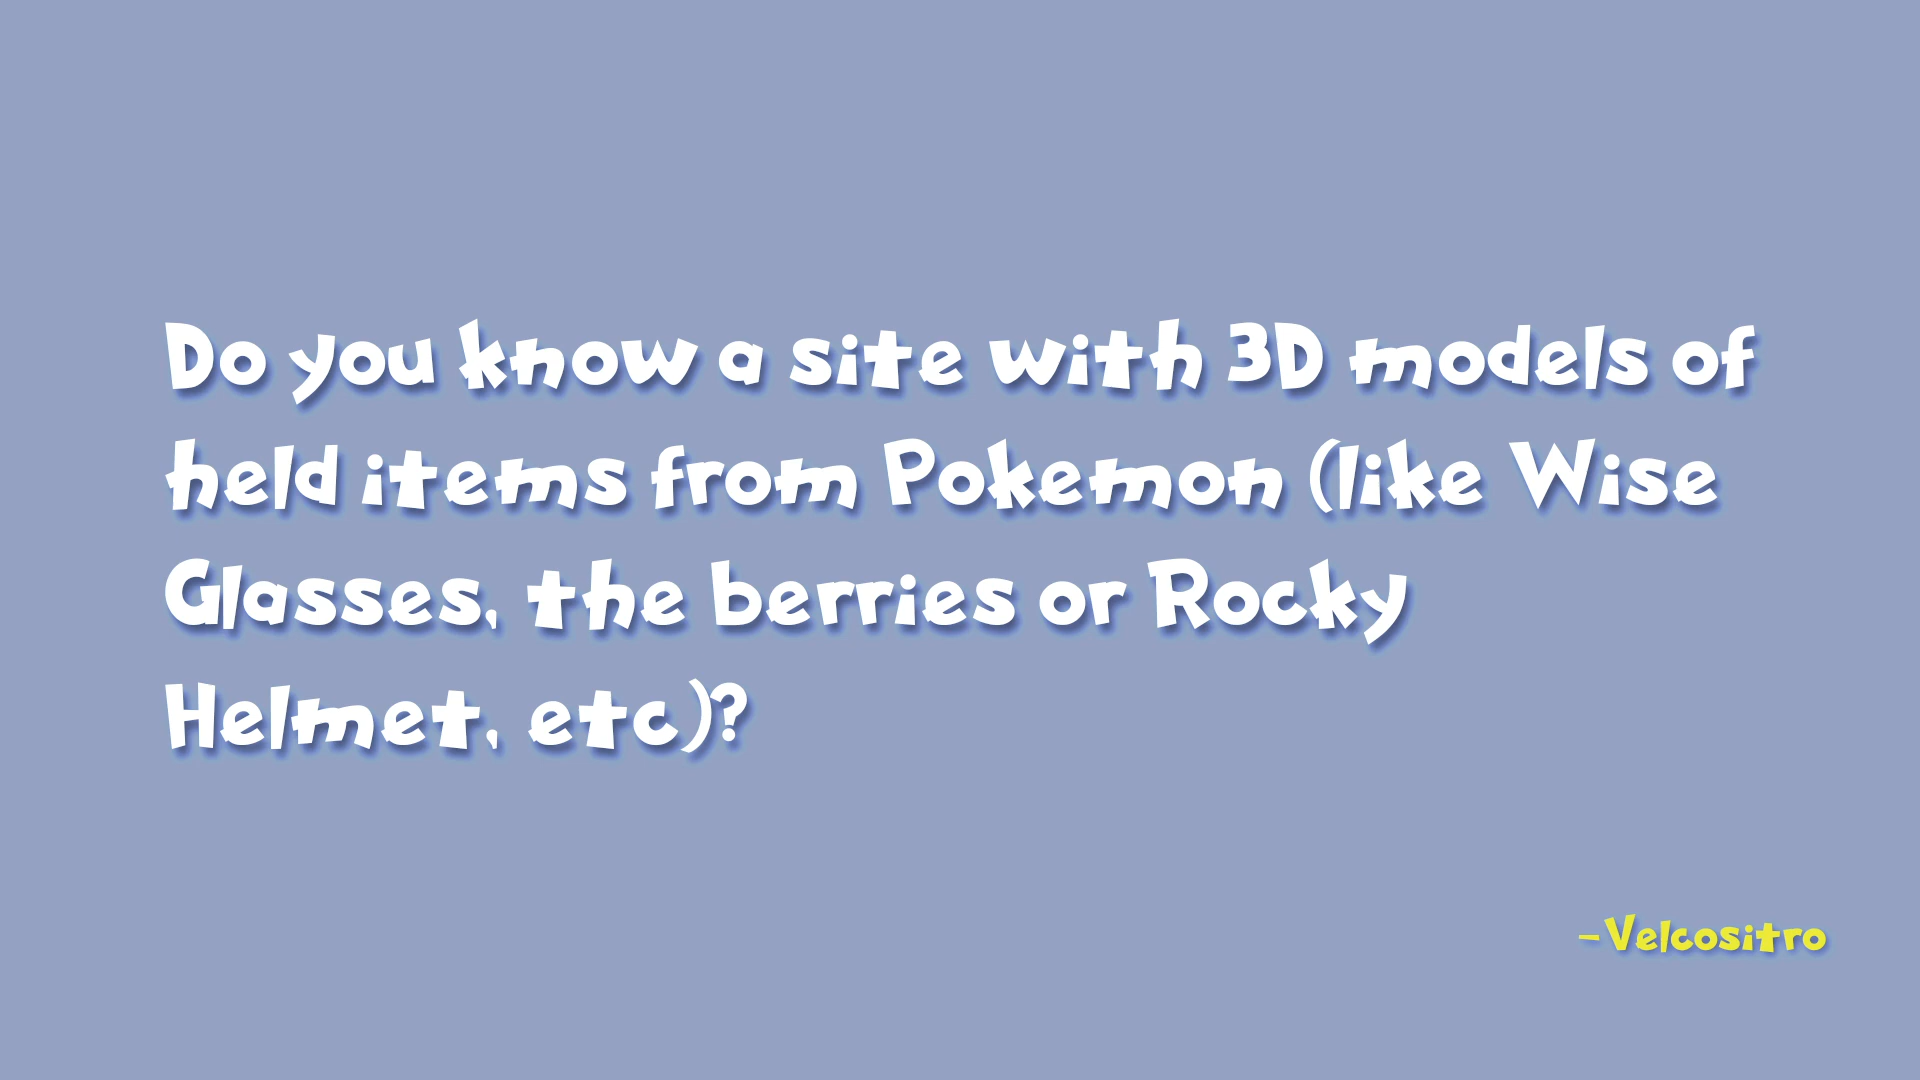 Do you know a site with 3D models of
held items from Pokemon (like Wise
Glasses, the berries or Rocky
Helmet, etc)?
-Velcositro